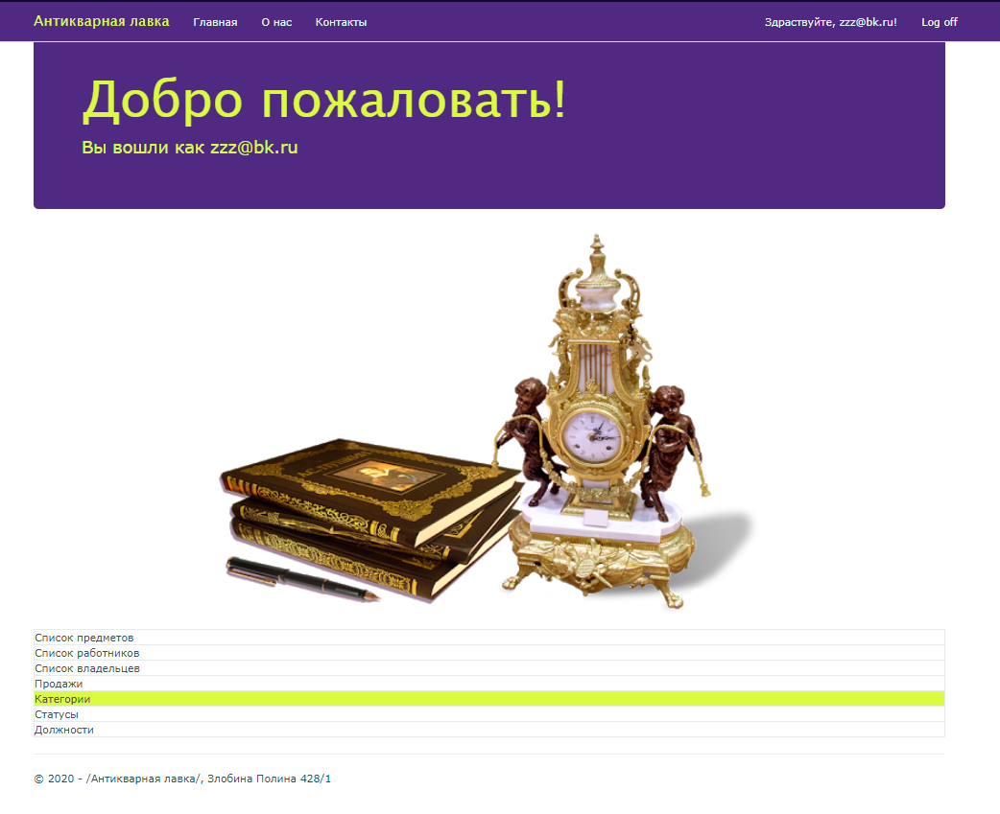 Антикварная лавка Главная О нас Контакты Здраствуйте, zzz@bk.ru! Log off
Добро пожаловать!
Вы вошли как zzz@bk.ru
Список предметов
Список работников
Список владельцев
Продажи
Категории
Статусы
Должности
© 2020 - /Антикварная лавка/, Злобина Полина 428/1